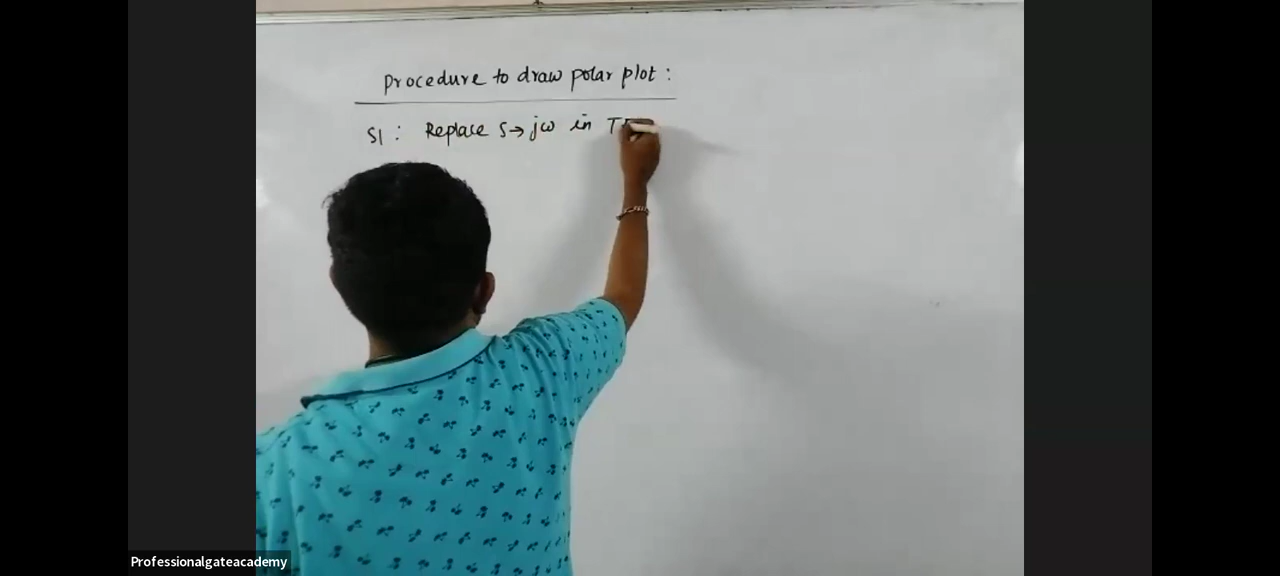 Procedure to draw polar plot :
S1 : Replace S→jω in T
Professionalgateacademy